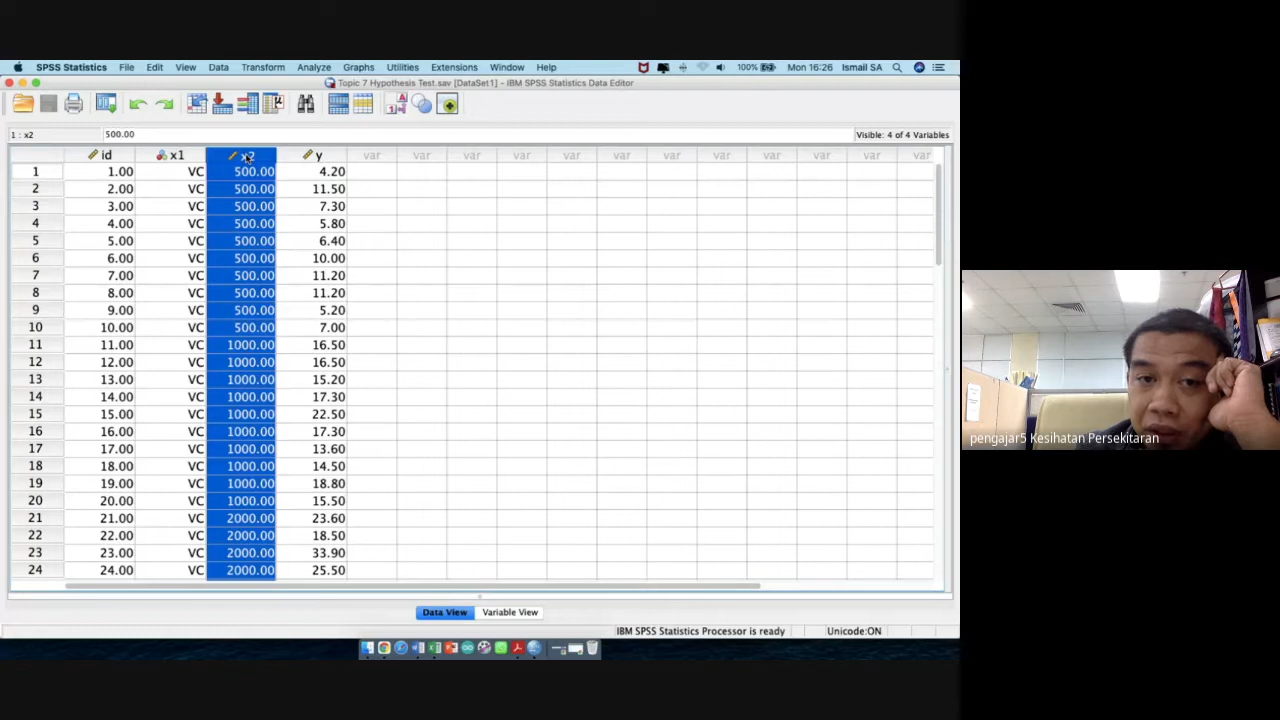 SPSS Statistics File Edit View Data Transform Analyze Graphs Utilities Extensions Window Help 100% Mon 16:26 Ismail SA
Topic 7 Hypothesis Test.sav [DataSet1] - IBM SPSS Statistics Data Editor
1 : x2 500.00 Visible: 4 of 4 Variables
id x1 x2 y var var var var var var var var var var var var
1 1.00 VC 500.00 4.20
2 2.00 VC 500.00 11.50
3 3.00 VC 500.00 7.30
4 4.00 VC 500.00 5.80
5 5.00 VC 500.00 6.40
6 6.00 VC 500.00 10.00
7 7.00 VC 500.00 11.20
8 8.00 VC 500.00 11.20
9 9.00 VC 500.00 5.20
10 10.00 VC 500.00 7.00
11 11.00 VC 1000.00 16.50
12 12.00 VC 1000.00 16.50
13 13.00 VC 1000.00 15.20
14 14.00 VC 1000.00 17.30
15 15.00 VC 1000.00 22.50
16 16.00 VC 1000.00 17.30
17 17.00 VC 1000.00 13.60
18 18.00 VC 1000.00 14.50
19 19.00 VC 1000.00 18.80
20 20.00 VC 1000.00 15.50
21 21.00 VC 2000.00 23.60
22 22.00 VC 2000.00 18.50
23 23.00 VC 2000.00 33.90
24 24.00 VC 2000.00 25.50
Data View Variable View
IBM SPSS Statistics Processor is ready Unicode:ON
pengajar5 Kesihatan Persekitaran